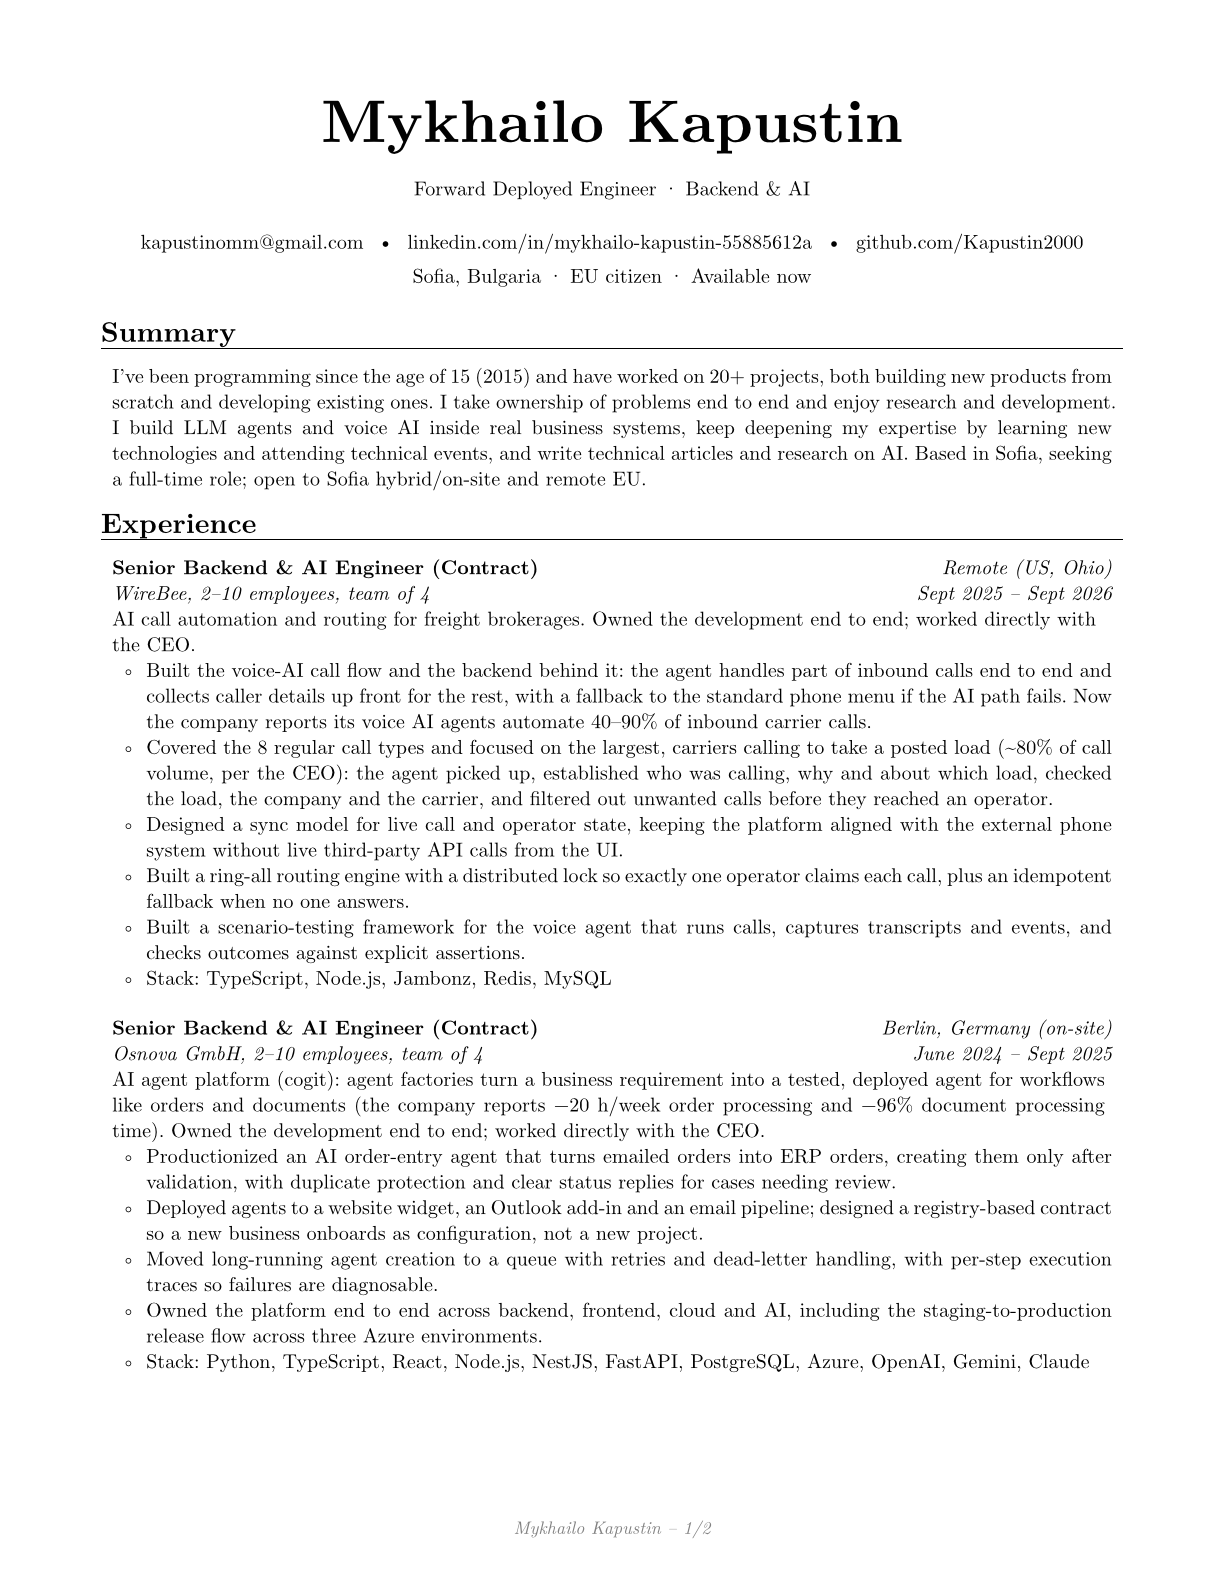 Mykhailo Kapustin
Forward Deployed Engineer · Backend & AI
kapustinomm@gmail.com • linkedin.com/in/mykhailo-kapustin-55885612a • github.com/Kapustin2000
Sofia, Bulgaria · EU citizen · Available now
Summary
I've been programming since the age of 15 (2015) and have worked on 20+ projects, both building new products from
scratch and developing existing ones. I take ownership of problems end to end and enjoy research and development.
I build LLM agents and voice AI inside real business systems, keep deepening my expertise by learning new
technologies and attending technical events, and write technical articles and research on AI. Based in Sofia, seeking
a full-time role; open to Sofia hybrid/on-site and remote EU.
Experience
Senior Backend & AI Engineer (Contract) Remote (US, Ohio)
WireBee, 2–10 employees, team of 4 Sept 2025 – Sept 2026
AI call automation and routing for freight brokerages. Owned the development end to end; worked directly with
the CEO.
◦ Built the voice-AI call flow and the backend behind it: the agent handles part of inbound calls end to end and
collects caller details up front for the rest, with a fallback to the standard phone menu if the AI path fails. Now
the company reports its voice AI agents automate 40–90% of inbound carrier calls.
◦ Covered the 8 regular call types and focused on the largest, carriers calling to take a posted load (~80% of call
volume, per the CEO): the agent picked up, established who was calling, why and about which load, checked
the load, the company and the carrier, and filtered out unwanted calls before they reached an operator.
◦ Designed a sync model for live call and operator state, keeping the platform aligned with the external phone
system without live third-party API calls from the UI.
◦ Built a ring-all routing engine with a distributed lock so exactly one operator claims each call, plus an idempotent
fallback when no one answers.
◦ Built a scenario-testing framework for the voice agent that runs calls, captures transcripts and events, and
checks outcomes against explicit assertions.
◦ Stack: TypeScript, Node.js, Jambonz, Redis, MySQL
Senior Backend & AI Engineer (Contract) Berlin, Germany (on-site)
Osnova GmbH, 2–10 employees, team of 4 June 2024 – Sept 2025
AI agent platform (cogit): agent factories turn a business requirement into a tested, deployed agent for workflows
like orders and documents (the company reports −20 h/week order processing and −96% document processing
time). Owned the development end to end; worked directly with the CEO.
◦ Productionized an AI order-entry agent that turns emailed orders into ERP orders, creating them only after
validation, with duplicate protection and clear status replies for cases needing review.
◦ Deployed agents to a website widget, an Outlook add-in and an email pipeline; designed a registry-based contract
so a new business onboards as configuration, not a new project.
◦ Moved long-running agent creation to a queue with retries and dead-letter handling, with per-step execution
traces so failures are diagnosable.
◦ Owned the platform end to end across backend, frontend, cloud and AI, including the staging-to-production
release flow across three Azure environments.
◦ Stack: Python, TypeScript, React, Node.js, NestJS, FastAPI, PostgreSQL, Azure, OpenAI, Gemini, Claude
Mykhailo Kapustin – 1/2